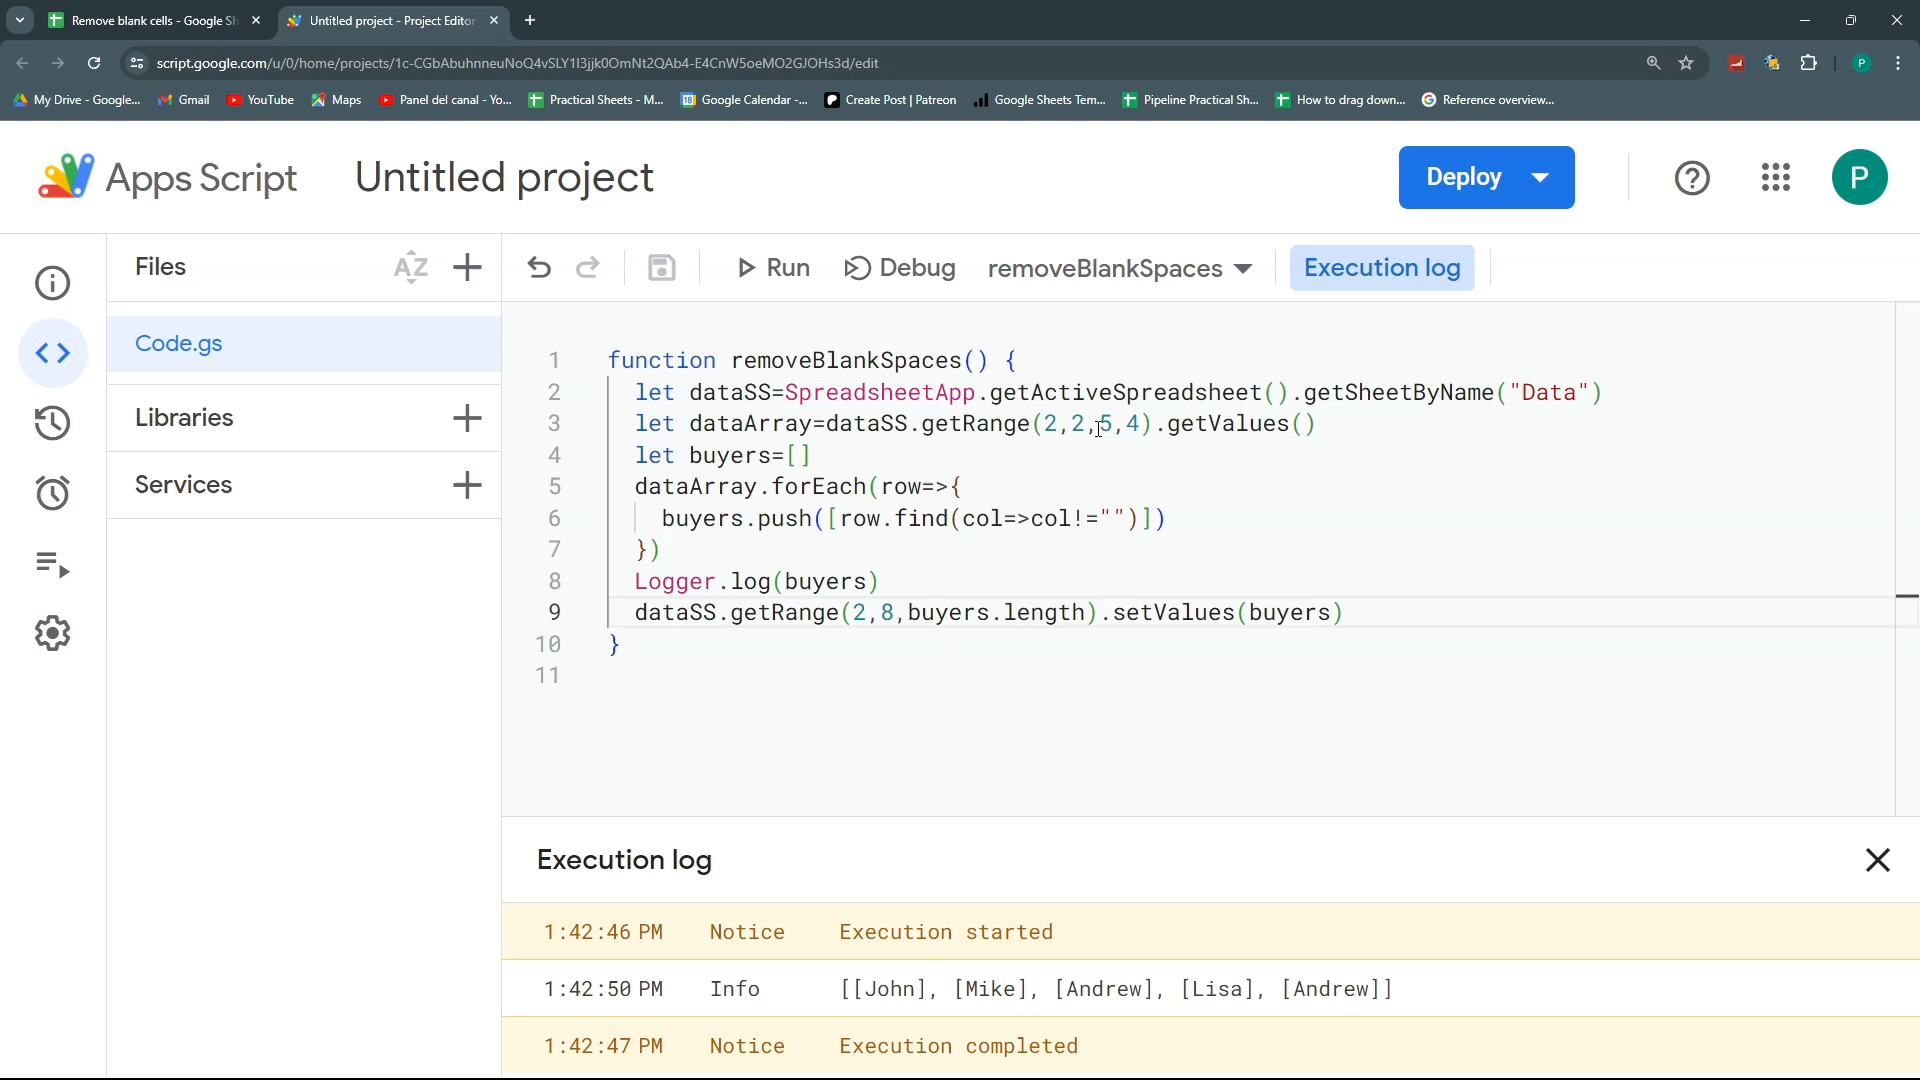 Remove blank cells - Google Sh
Untitled project - Project Editor
script.google.com/u/0/home/projects/1c-CGbAbuhnneuNoQ4vSLY1I3jjk0OmNt2QAb4-E4CnW5oeMO2GJOHs3d/edit
P
My Drive - Google...
Gmail
YouTube
Maps
Panel del canal - Yo...
Practical Sheets - M...
Google Calendar -...
Create Post | Patreon
Google Sheets Tem...
Pipeline Practical Sh...
How to drag down...
Reference overview...
Apps Script
Untitled project
Deploy
P
Files
AZ
Run
Debug
removeBlankSpaces
Execution log
Code.gs
Libraries
Services
1 function removeBlankSpaces() {
2 let dataSS=SpreadsheetApp.getActiveSpreadsheet().getSheetByName("Data")
3 let dataArray=dataSS.getRange(2,2,5,4).getValues()
4 let buyers=[]
5 dataArray.forEach(row=>{
6 buyers.push([row.find(col=>col!="")])
7 })
8 Logger.log(buyers)
9 dataSS.getRange(2,8,buyers.length).setValues(buyers)
10 }
11
Execution log
1:42:46 PM Notice Execution started
1:42:50 PM Info [[John], [Mike], [Andrew], [Lisa], [Andrew]]
1:42:47 PM Notice Execution completed